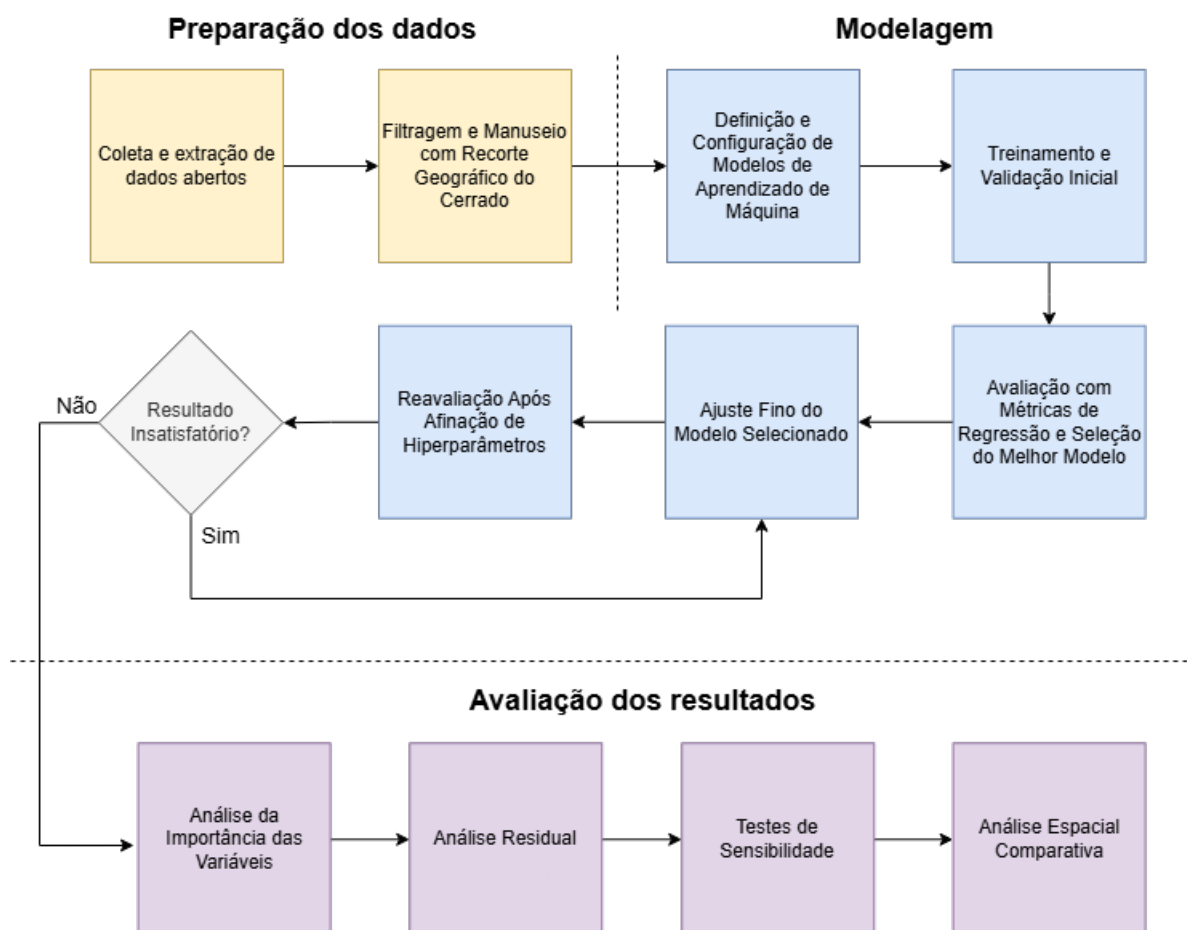 Preparação dos dados
Modelagem
Coleta e extração de
dados abertos
Filtragem e Manuseio
com Recorte
Geográfico do
Cerrado
Definição e
Configuração de
Modelos de
Aprendizado de
Máquina
Treinamento e
Validação Inicial
Avaliação com
Métricas de
Regressão e Seleção
do Melhor Modelo
Ajuste Fino do
Modelo Selecionado
Reavaliação Após
Afinação de
Hiperparâmetros
Resultado
Insatisfatório?
Não
Sim
Avaliação dos resultados
Análise da
Importância das
Variáveis
Análise Residual
Testes de
Sensibilidade
Análise Espacial
Comparativa